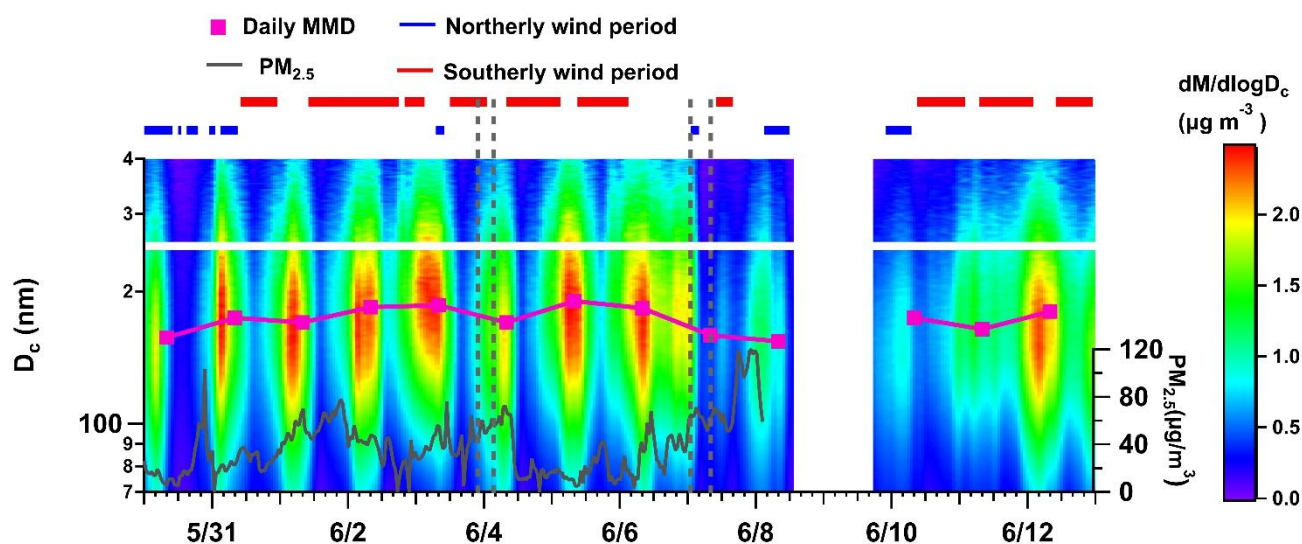 Daily MMD
Northerly wind period
PM2.5
Southerly wind period
dM/dlogDc
(µg m-3 )
4
3
2
100
9
8
7
Dc (nm)
120
80
40
0
PM2.5(µg/m3)
2.0
1.5
1.0
0.5
0.0
5/31
6/2
6/4
6/6
6/8
6/10
6/12